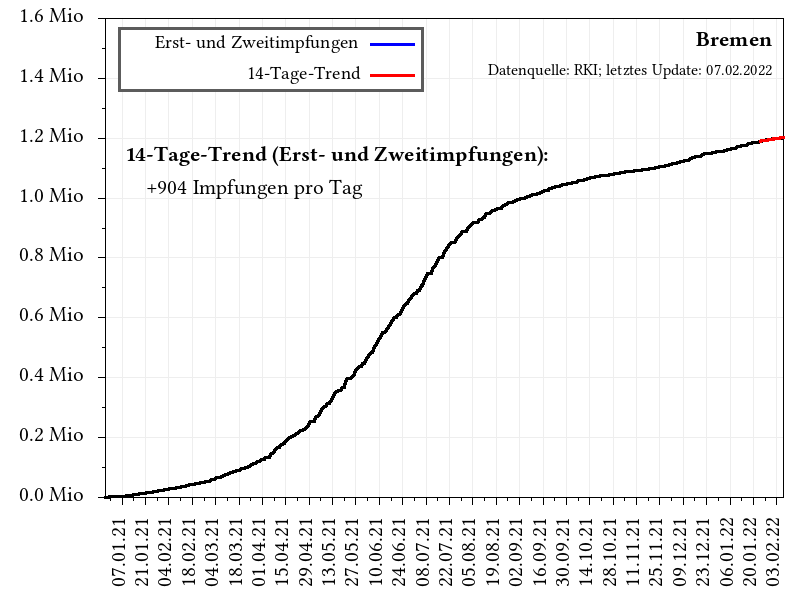 1.6 Mio
1.4 Mio
1.2 Mio
1.0 Mio
0.8 Mio
0.6 Mio
0.4 Mio
0.2 Mio
0.0 Mio
Erst- und Zweitimpfungen
14-Tage-Trend
Bremen
Datenquelle: RKI; letztes Update: 07.02.2022
14-Tage-Trend (Erst- und Zweitimpfungen):
+904 Impfungen pro Tag
07.01.21
21.01.21
04.02.21
18.02.21
04.03.21
18.03.21
01.04.21
15.04.21
29.04.21
13.05.21
27.05.21
10.06.21
24.06.21
08.07.21
22.07.21
05.08.21
19.08.21
02.09.21
16.09.21
30.09.21
14.10.21
28.10.21
11.11.21
25.11.21
09.12.21
23.12.21
06.01.22
20.01.22
03.02.22